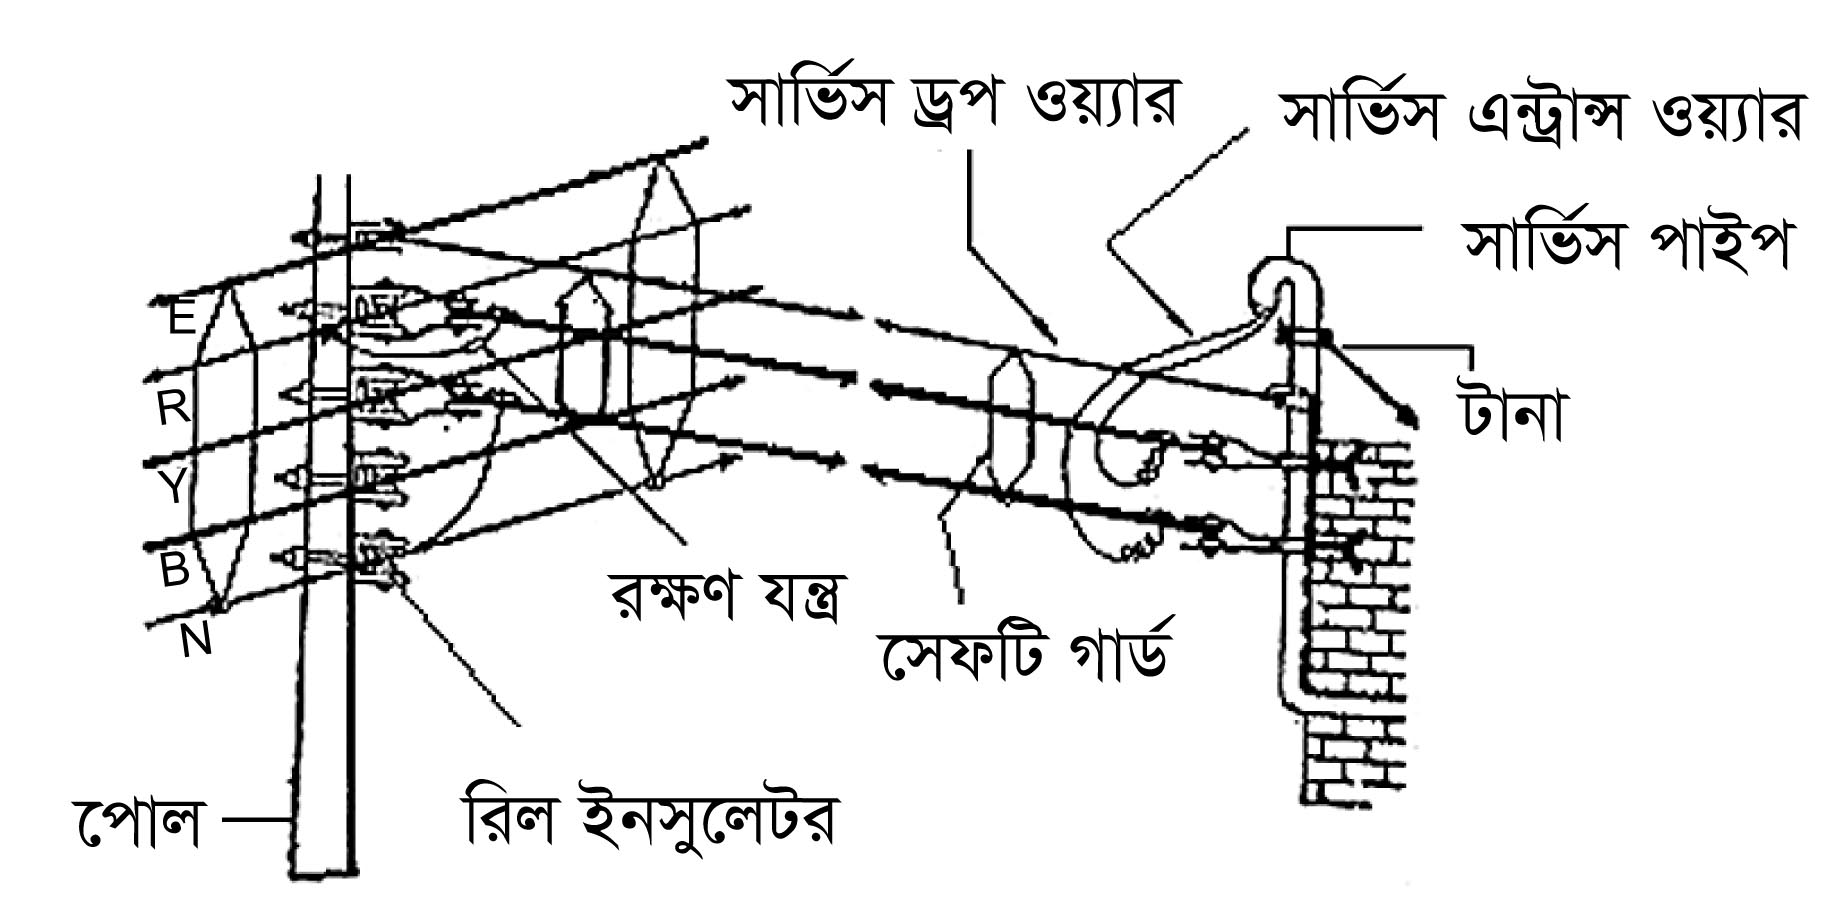 সার্ভিস ড্রপ ওয়্যার
সার্ভিস এন্ট্রান্স ওয়্যার
সার্ভিস পাইপ
E
R
টানা
Y
B
রক্ষণ যন্ত্র
N
সেফটি গার্ড
পোল
রিল ইনসুলেটর